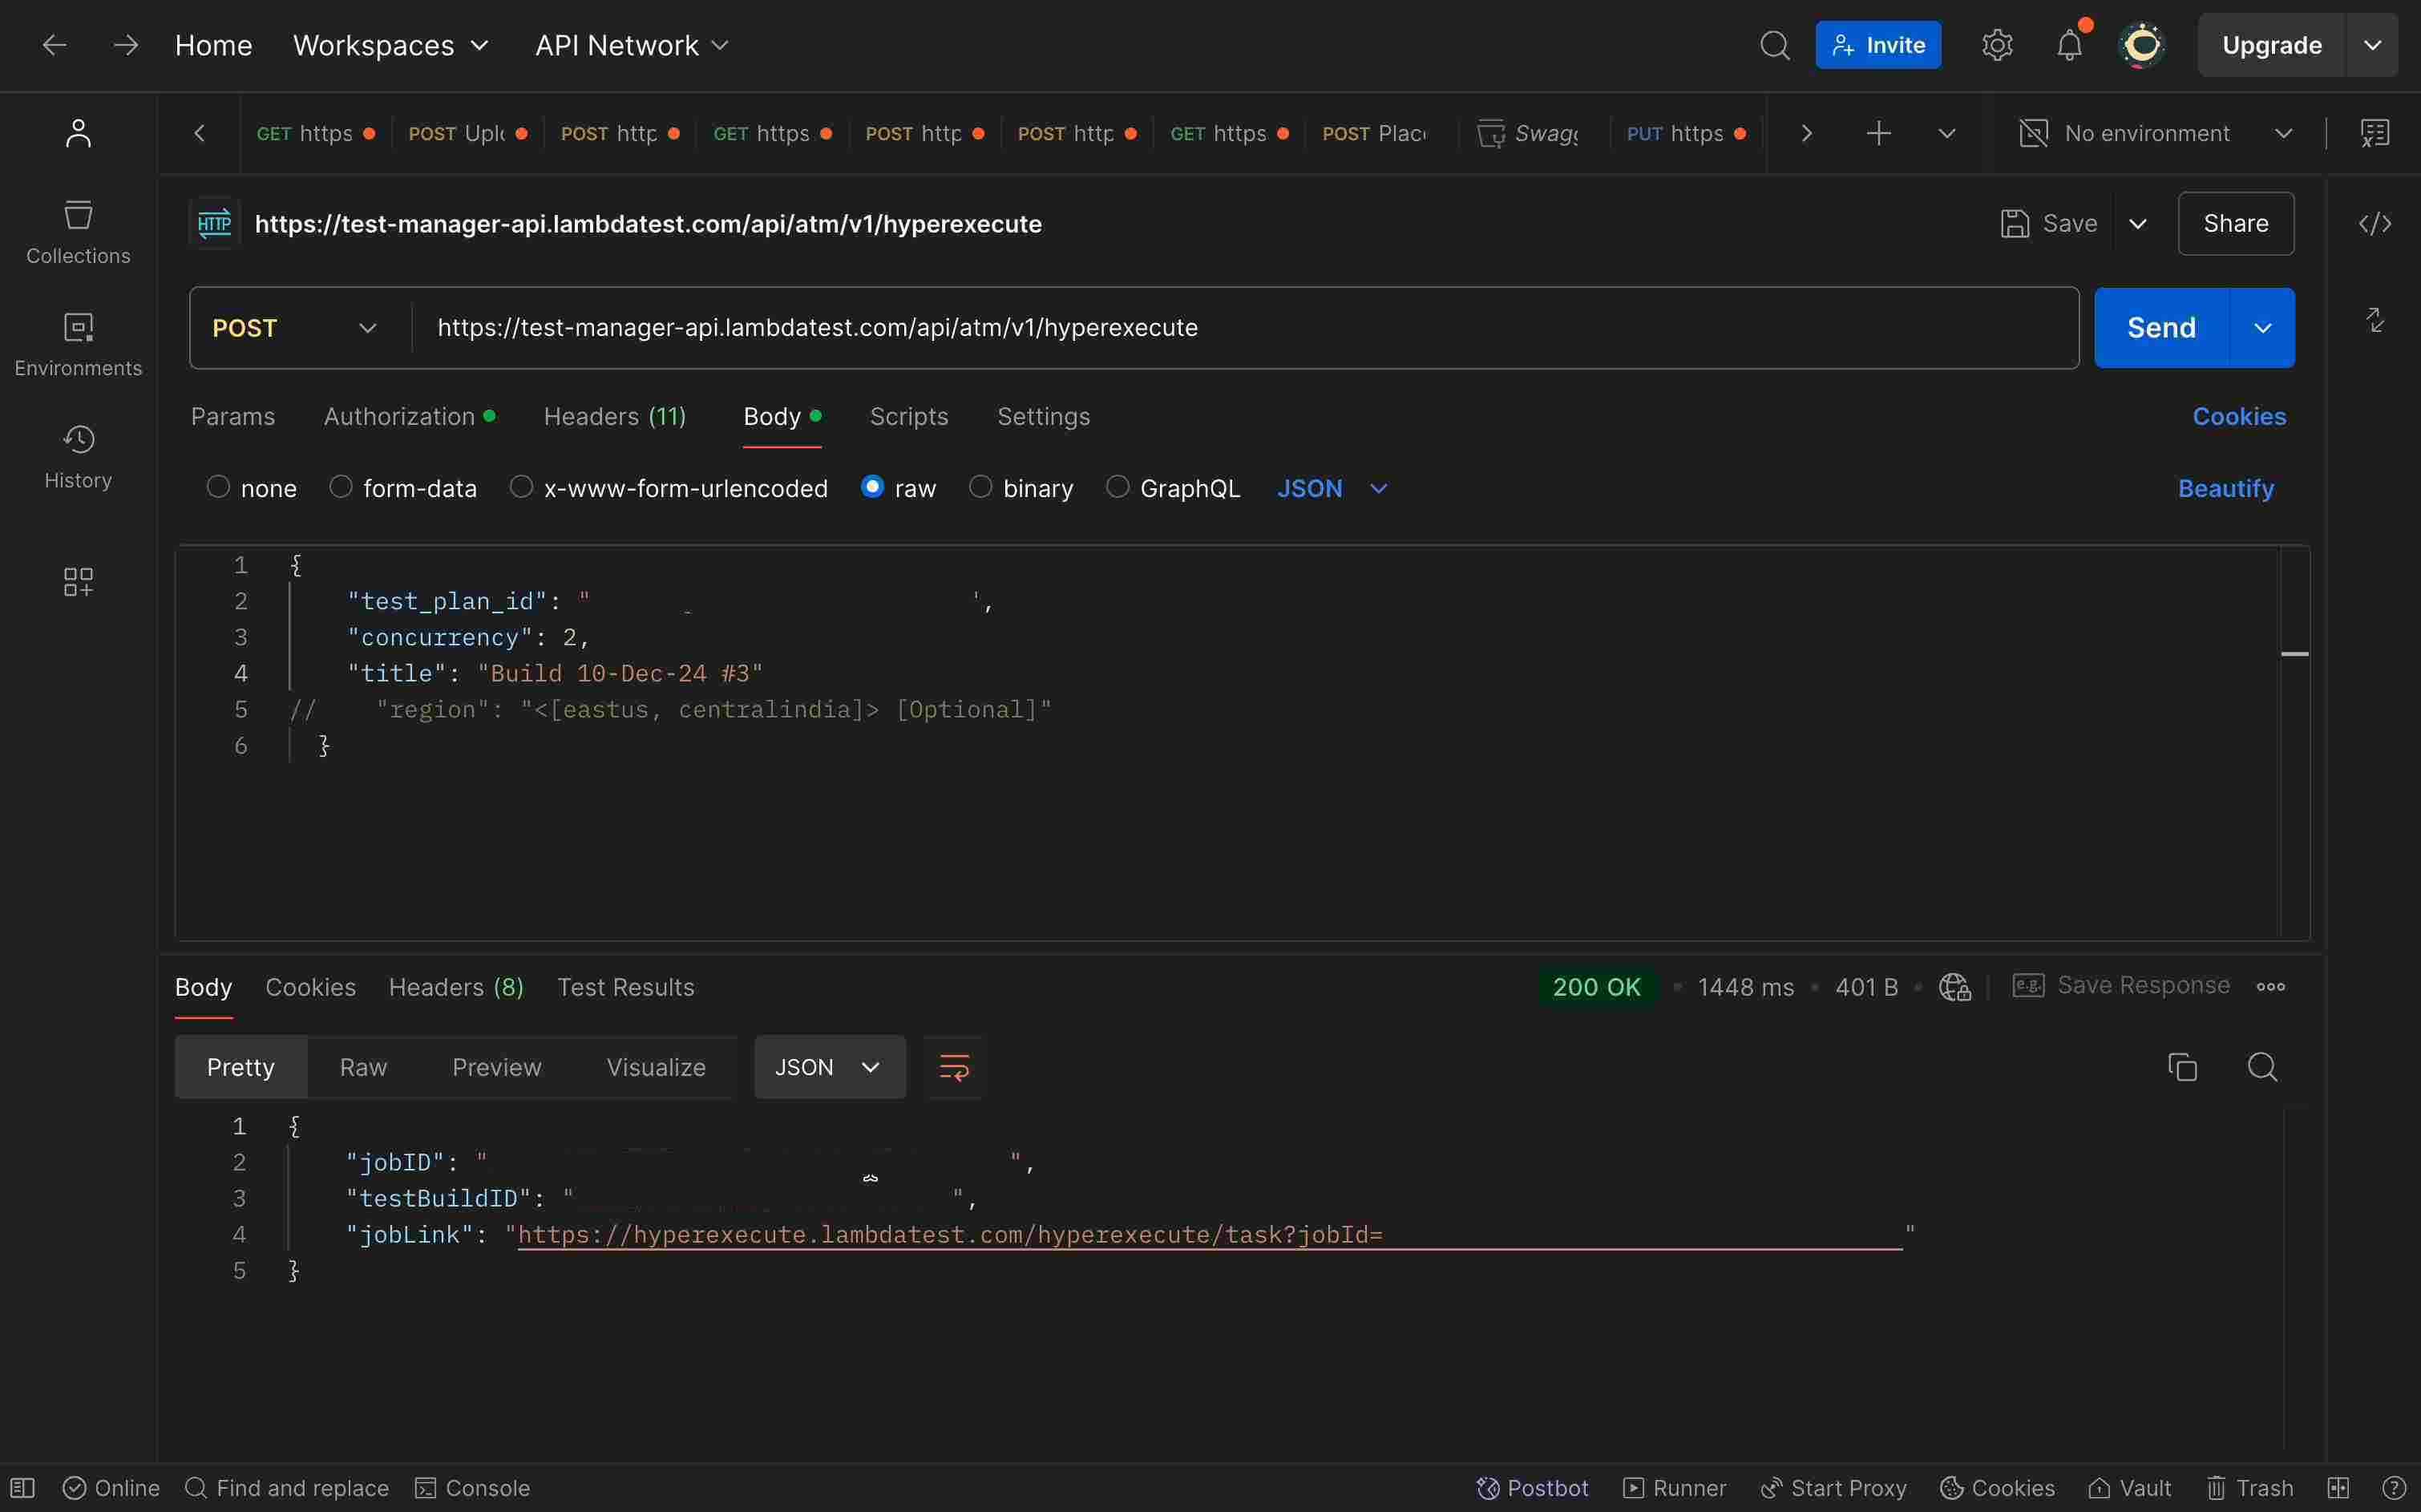 Home Workspaces API Network Invite Upgrade
GET https POST Uplo POST http GET https POST http POST http GET https POST Place Swagg PUT https No environment
HTTP https://test-manager-api.lambdatest.com/api/atm/v1/hyperexecute Save Share
POST https://test-manager-api.lambdatest.com/api/atm/v1/hyperexecute Send
Params Authorization Headers (11) Body Scripts Settings Cookies
none form-data x-www-form-urlencoded raw binary GraphQL JSON Beautify
Collections
Environments
History
1 {
2 "test_plan_id": " ',
3 "concurrency": 2,
4 "title": "Build 10-Dec-24 #3"
5 // "region": "<[eastus, centralindia]> [Optional]"
6 }
Body Cookies Headers (8) Test Results 200 OK 1448 ms 401 B e.g. Save Response
Pretty Raw Preview Visualize JSON
1 {
2 "jobID": " ",
3 "testBuildID": " ",
4 "jobLink": "https://hyperexecute.lambdatest.com/hyperexecute/task?jobId= "
5 }
Online Find and replace Console Postbot Runner Start Proxy Cookies Vault Trash